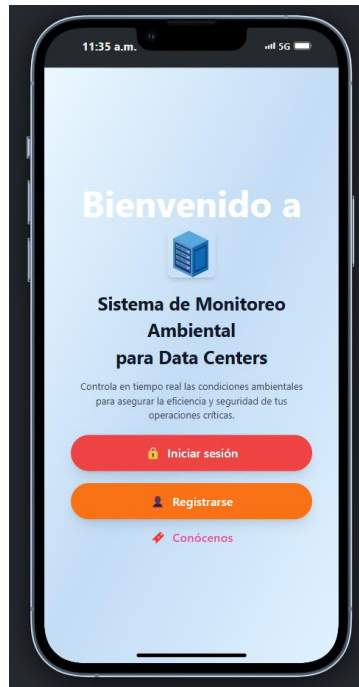 11:35 a.m.
5G
Bienvenido a
Sistema de Monitoreo
Ambiental
para Data Centers
Controla en tiempo real las condiciones ambientales
para asegurar la eficiencia y seguridad de tus
operaciones críticas.
Iniciar sesión
Registrarse
Conócenos